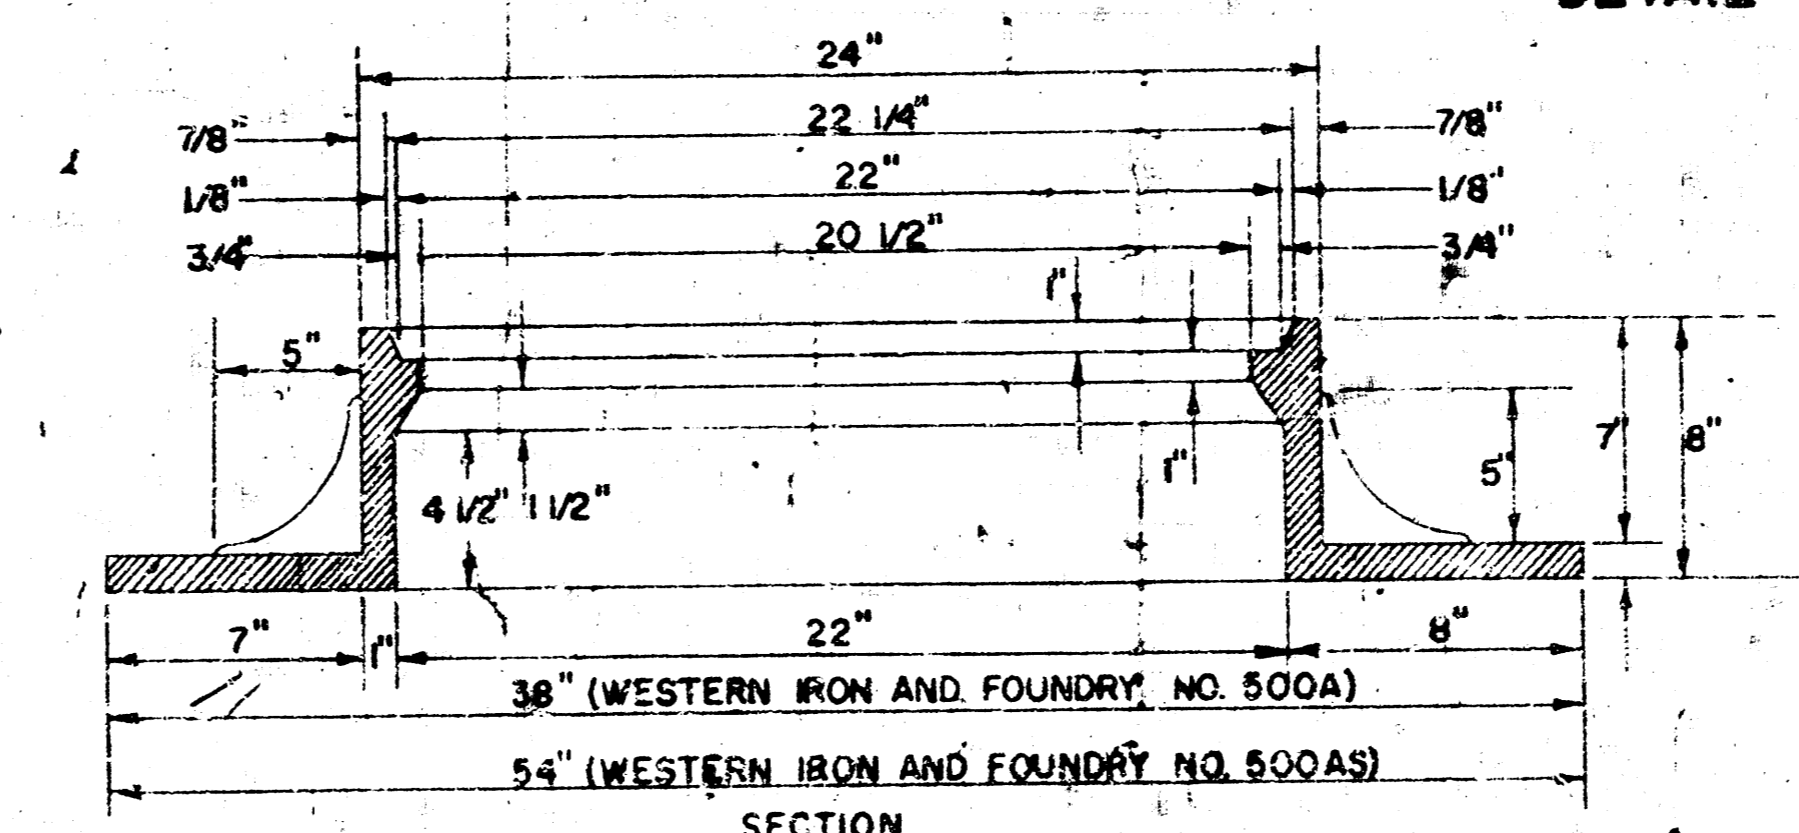 24"
7/8" 22 1/4" 7/8"
1/8" 22" 1/8"
3/4" 20 1/2" 3/4"
1"
5"
7" 8"
1" 5"
4 1/2" 1 1/2"
7" 1" 22" 8"
38" (WESTERN IRON AND FOUNDRY NO. 500A)
54" (WESTERN IRON AND FOUNDRY NO. 500AS)
SECTION